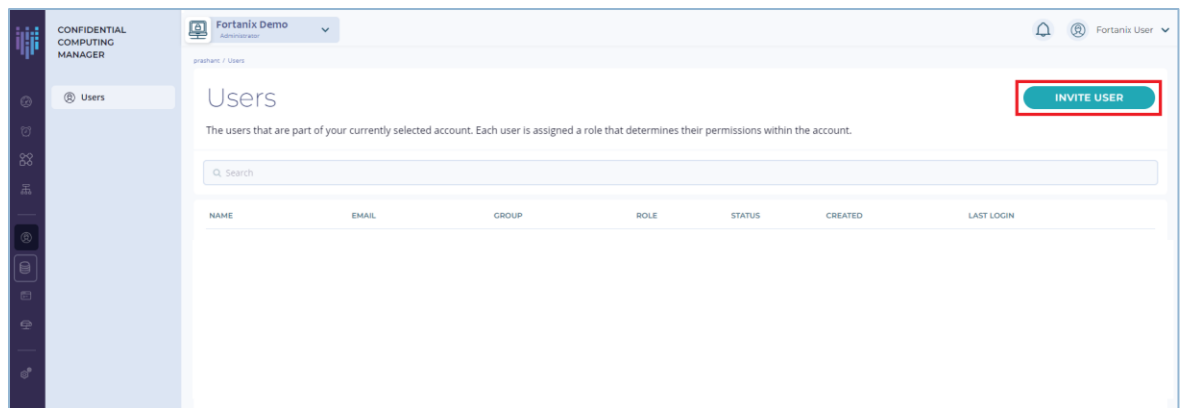 CONFIDENTIAL
COMPUTING
MANAGER
Users
Fortanix Demo
Administrator
Fortanix User
prashant / Users
Users
INVITE USER
The users that are part of your currently selected account. Each user is assigned a role that determines their permissions within the account.
Search
NAME EMAIL GROUP ROLE STATUS CREATED LAST LOGIN